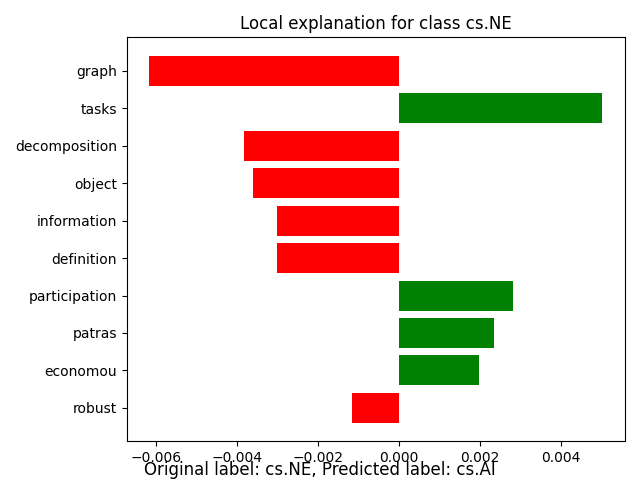 Local explanation for class cs.NE
graph
tasks
decomposition
object
information
definition
participation
patras
economou
robust
−0.006 −0.004 −0.002 0.000 0.002 0.004
Original label: cs.NE, Predicted label: cs.AI